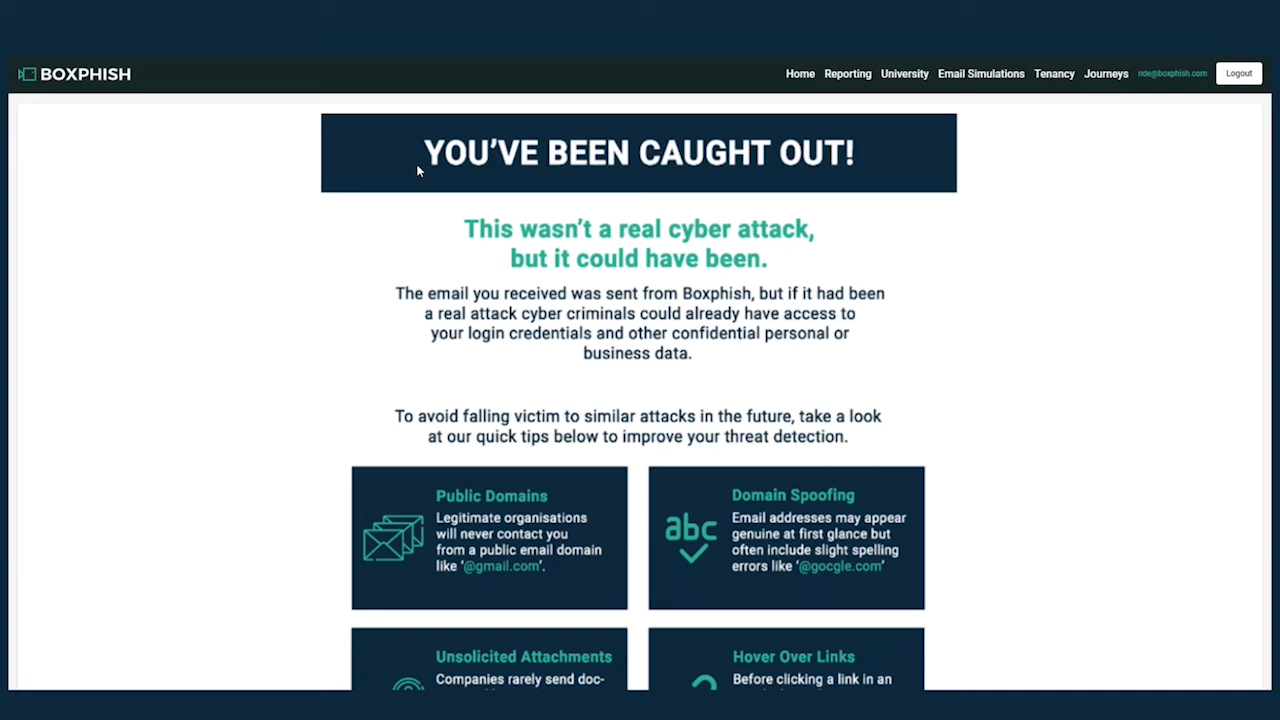 BOXPHISH
Home Reporting University Email Simulations Tenancy Journeys nde@boxphish.com Logout
YOU'VE BEEN CAUGHT OUT!
This wasn't a real cyber attack,
but it could have been.
The email you received was sent from Boxphish, but if it had been
a real attack cyber criminals could already have access to
your login credentials and other confidential personal or
business data.
To avoid falling victim to similar attacks in the future, take a look
at our quick tips below to improve your threat detection.
Public Domains
Legitimate organisations
will never contact you
from a public email domain
like '@gmail.com'.
abc
Domain Spoofing
Email addresses may appear
genuine at first glance but
often include slight spelling
errors like '@gocgle.com'
Unsolicited Attachments
Companies rarely send doc-
Hover Over Links
Before clicking a link in an